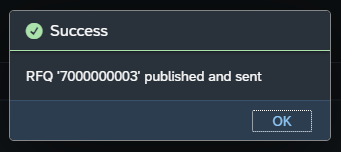 Success
RFQ '7000000003' published and sent
OK